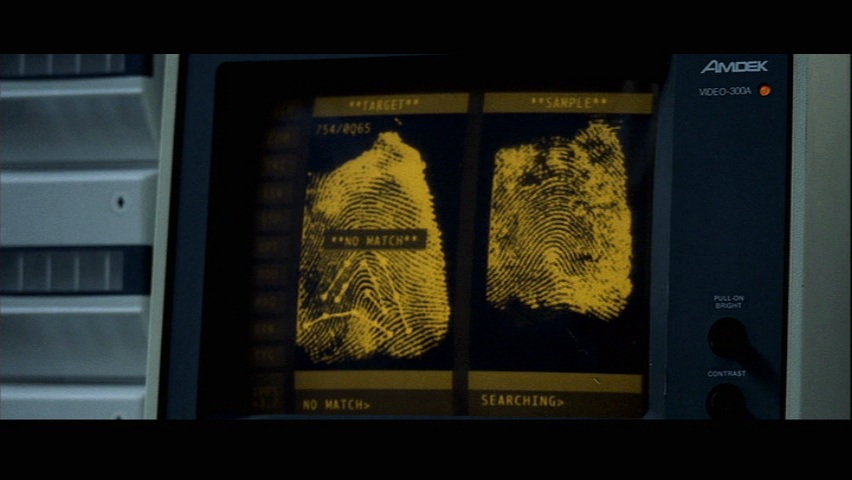 AMDEK
VIDEO-300A
**TARGET**
**SAMPLE**
754/0Q65
**NO MATCH**
NO MATCH>
SEARCHING>
PULL-ON
BRIGHT
CONTRAST